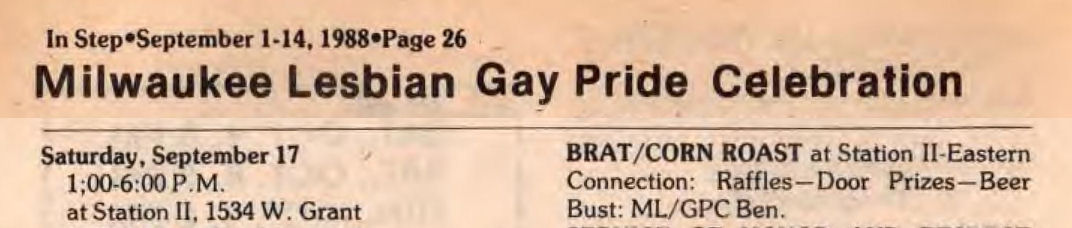 In Step•September 1-14, 1988•Page 26
Milwaukee Lesbian Gay Pride Celebration
Saturday, September 17
1;00-6:00 P.M.
at Station II, 1534 W. Grant
BRAT/CORN ROAST at Station II-Eastern
Connection: Raffles—Door Prizes—Beer
Bust: ML/GPC Ben.